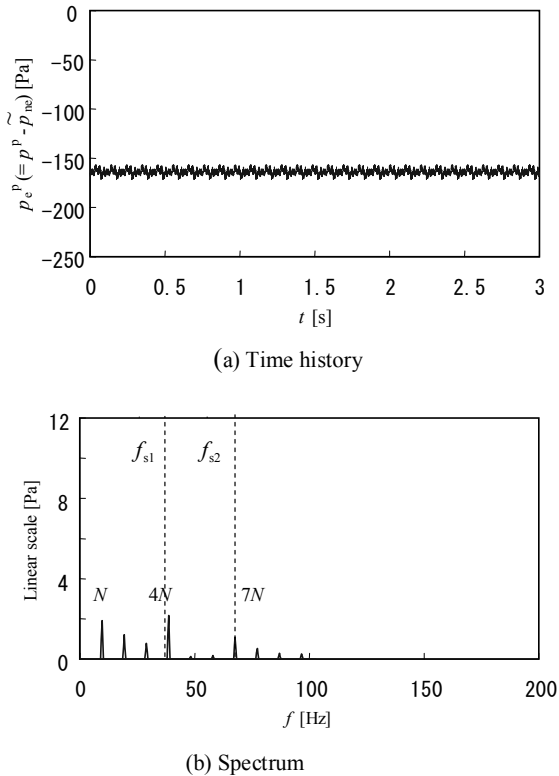 0
-50
-100
-150
-200
-250
p_e^p (= p^p - p̃_ne) [Pa]
0 0.5 1 1.5 2 2.5 3
t [s]
(a) Time history
12
8
4
0
Linear scale [Pa]
f_s1 f_s2
N 4N 7N
0 50 100 150 200
f [Hz]
(b) Spectrum